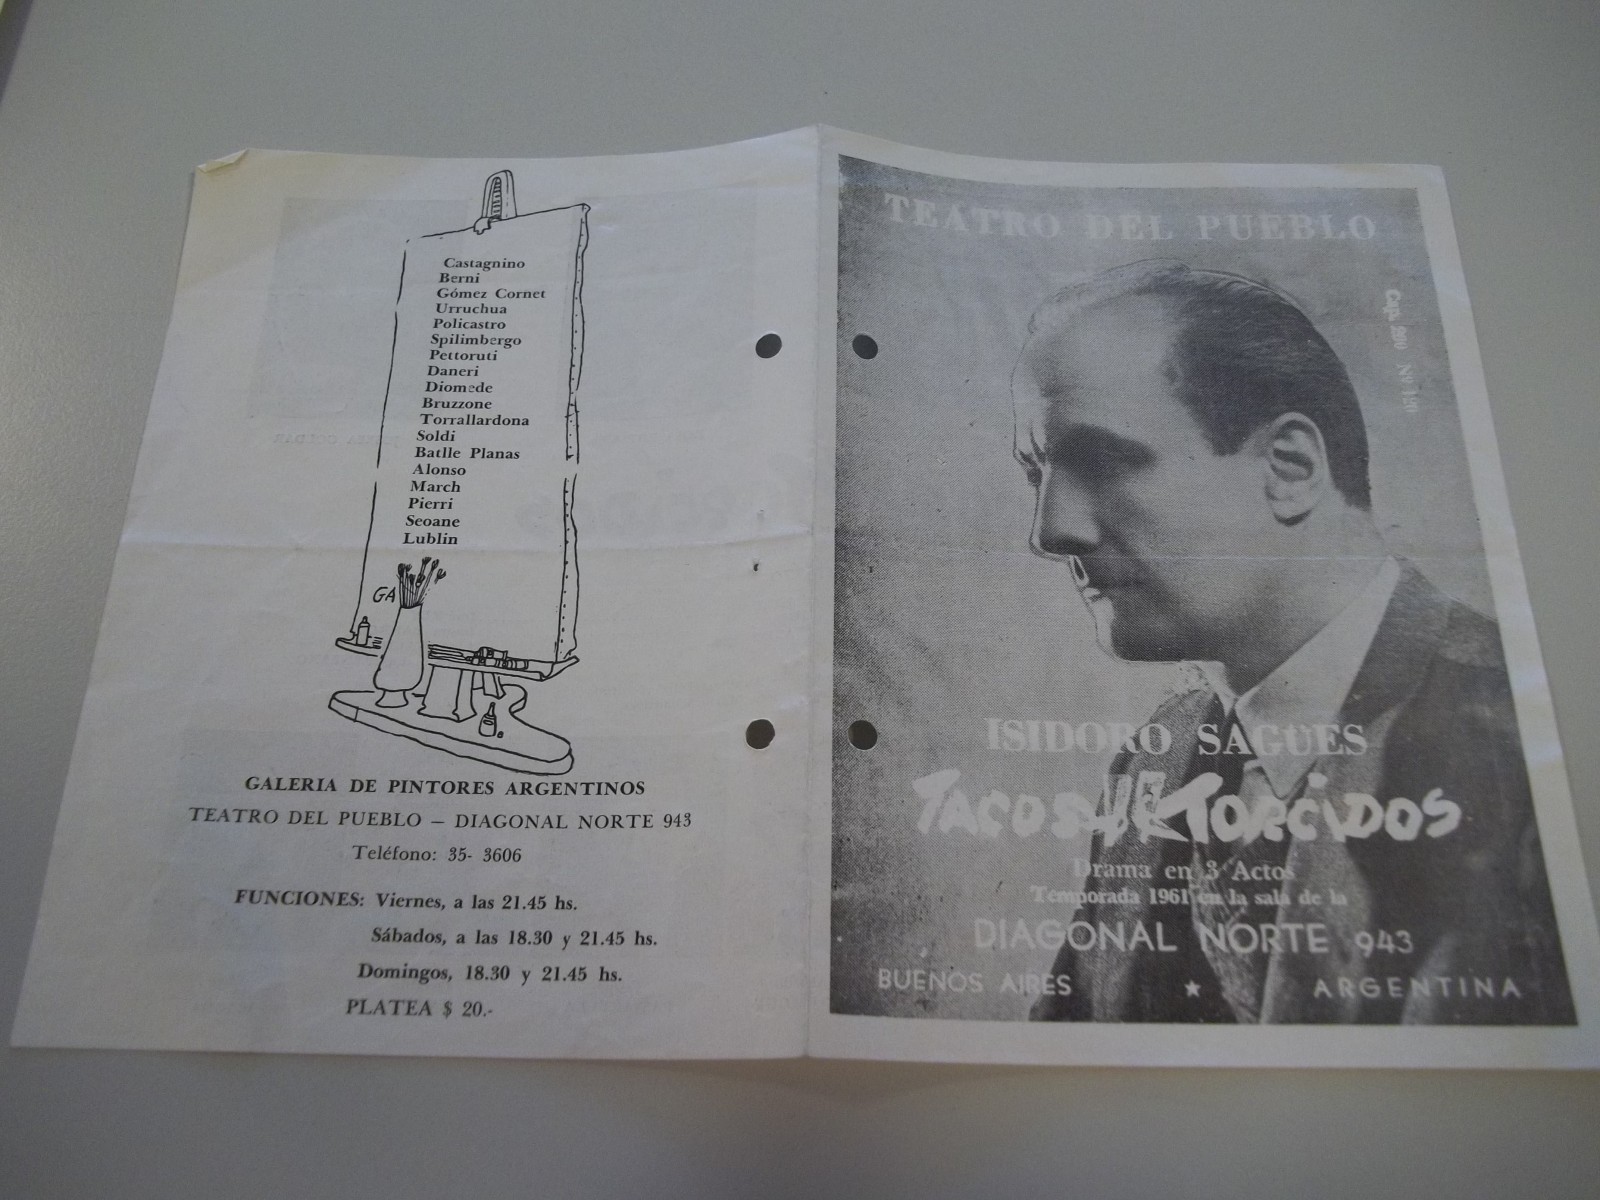 Castagnino
Berni
Gómez Cornet
Urruchua
Policastro
Spilimbergo
Pettoruti
Daneri
Diomede
Bruzzone
Torrallardona
Soldi
Batlle Planas
Alonso
March
Pierri
Seoane
Lublin
GA
GALERIA DE PINTORES ARGENTINOS
TEATRO DEL PUEBLO – DIAGONAL NORTE 943
Teléfono: 35- 3606
FUNCIONES: Viernes, a las 21.45 hs.
Sábados, a las 18.30 y 21.45 hs.
Domingos, 18.30 y 21.45 hs.
PLATEA $ 20.-
TEATRO DEL PUEBLO
ISIDORO SAGUES
TACOS TORCIDOS
Drama en 3 Actos
Temporada 1961 en la sala de la
DIAGONAL NORTE 943
BUENOS AIRES ★ ARGENTINA